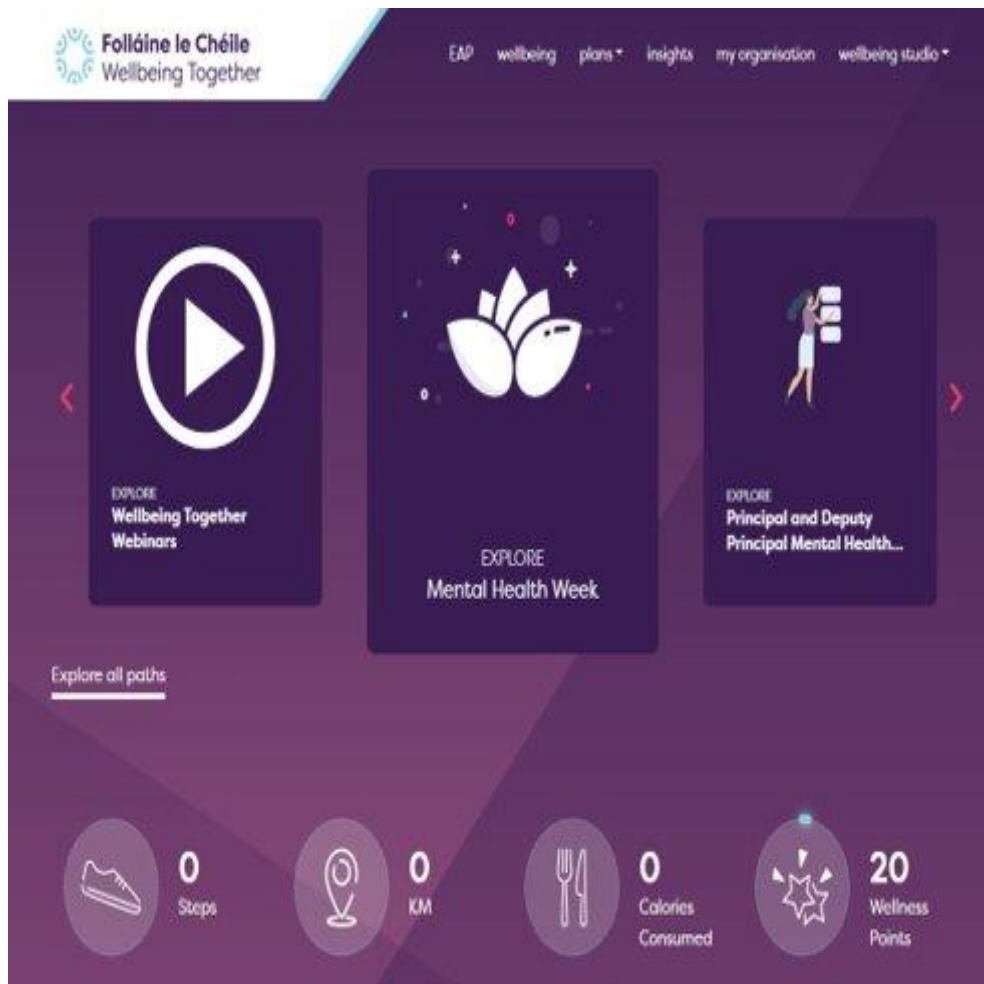 Folláine le Chéile
Wellbeing Together
EAP wellbeing plans insights my organisation wellbeing studio
EXPLORE
Wellbeing Together
Webinars
EXPLORE
Mental Health Week
EXPLORE
Principal and Deputy
Principal Mental Health...
Explore all paths
0
Steps
0
KM
0
Calories
Consumed
20
Wellness
Points